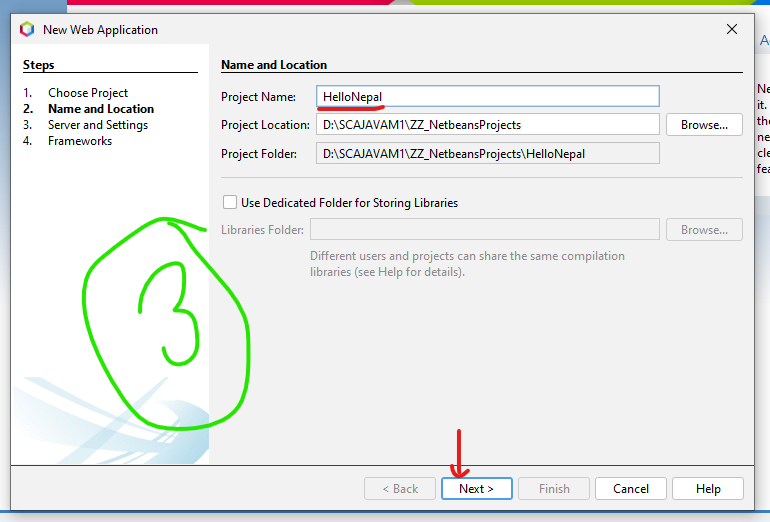 New Web Application
Steps
1. Choose Project
2. Name and Location
3. Server and Settings
4. Frameworks
Name and Location
Project Name: HelloNepal
Project Location: D:\SCAJAVAM1\ZZ_NetbeansProjects Browse...
Project Folder: D:\SCAJAVAM1\ZZ_NetbeansProjects\HelloNepal
Use Dedicated Folder for Storing Libraries
Libraries Folder: Browse...
Different users and projects can share the same compilation
libraries (see Help for details).
3
< Back Next > Finish Cancel Help
it.